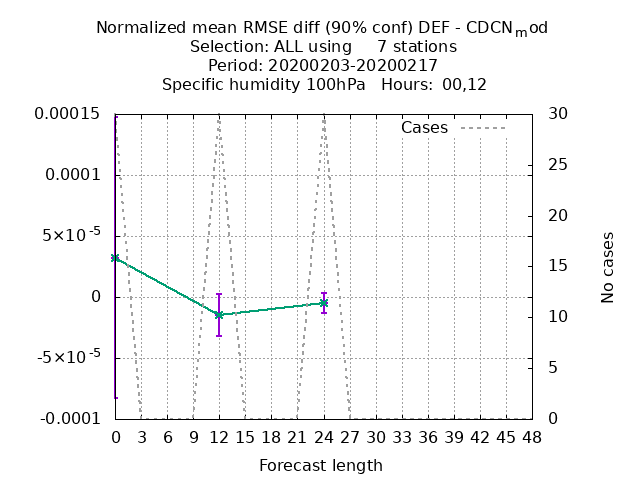 Normalized mean RMSE diff (90% conf) DEF - CDCNmod
Selection: ALL using     7 stations
Period: 20200203-20200217
Specific humidity 100hPa   Hours:  00,12
Cases
0.00015
0.0001
5×10-5
0
-5×10-5
-0.0001
30
25
20
15
10
5
0
No cases
0 3 6 9 12 15 18 21 24 27 30 33 36 39 42 45 48
Forecast length